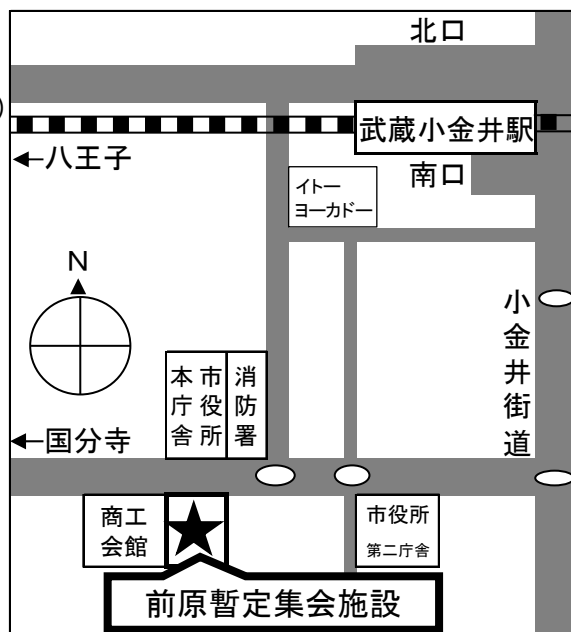 北口
武蔵小金井駅
←八王子
南口
イトー
ヨーカドー
N
小金井街道
市役所
本庁舎
消防署
←国分寺
商工
会館
市役所
第二庁舎
前原暫定集会施設